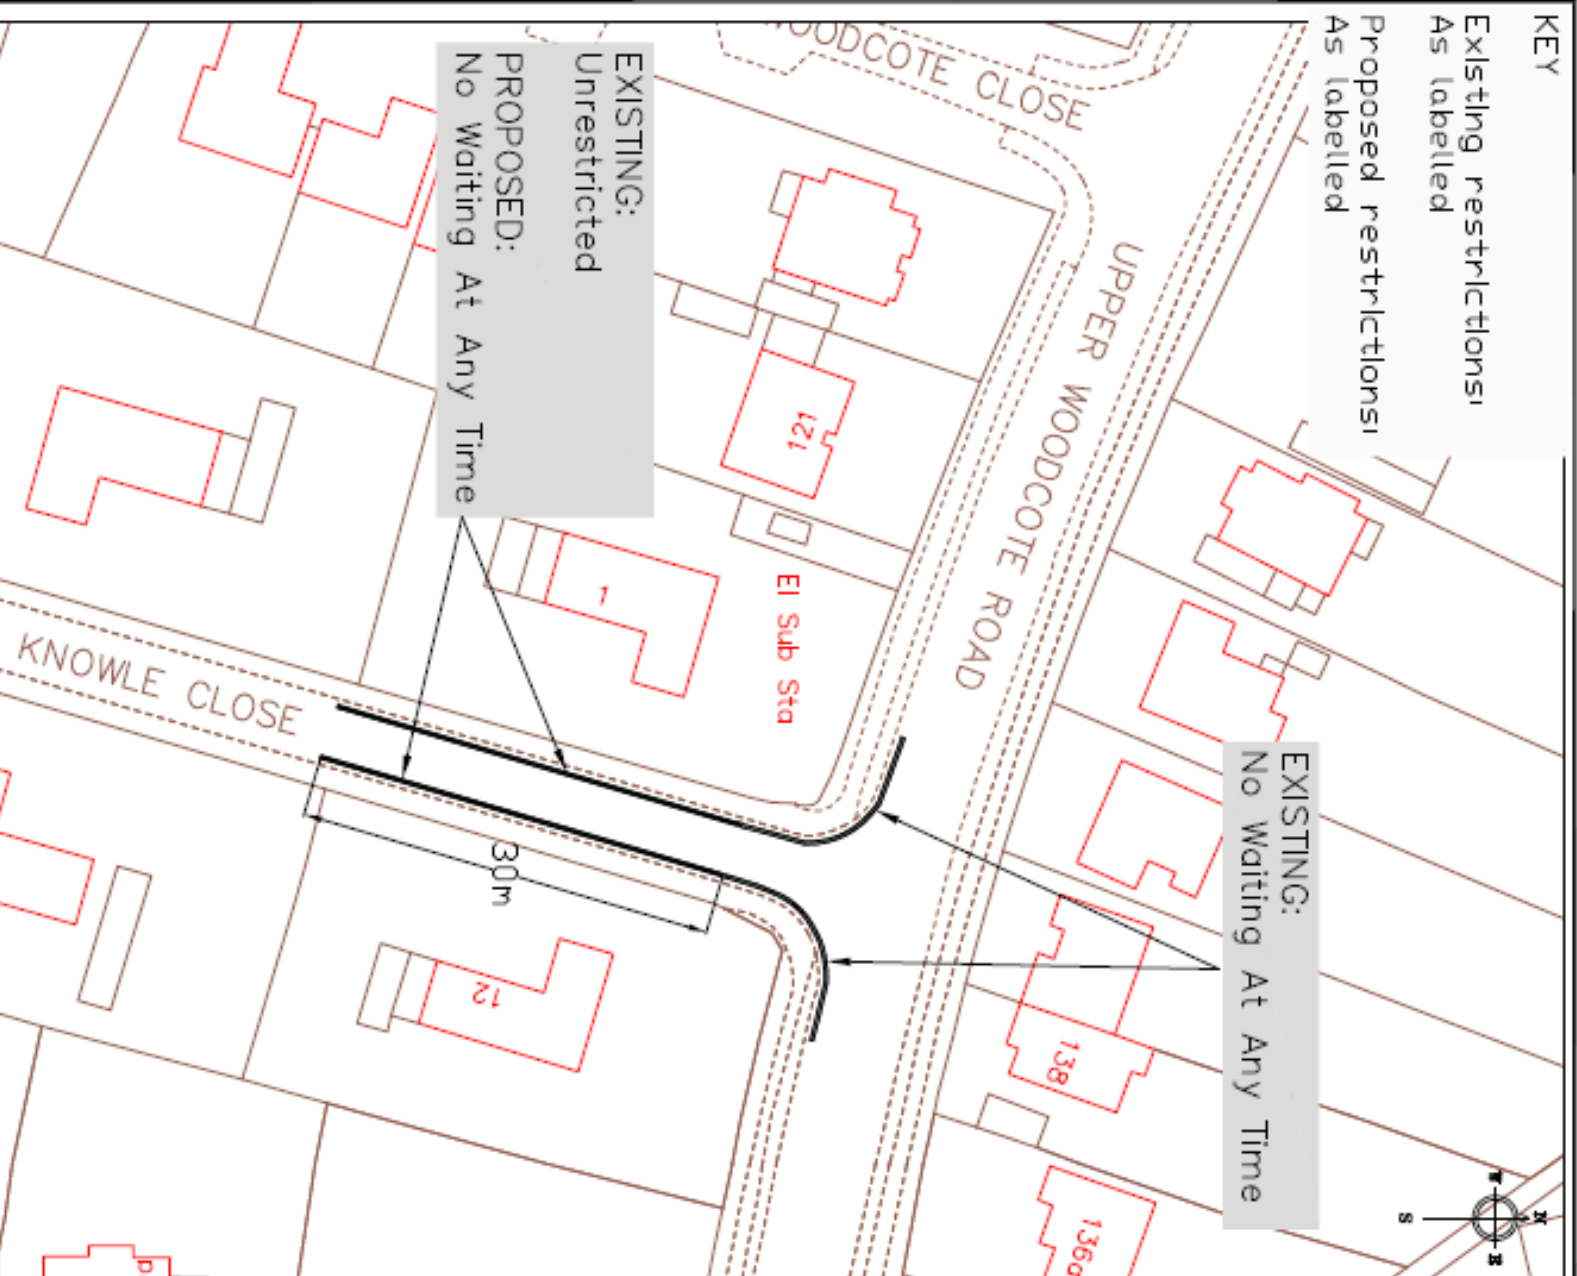 KEY
Existing restrictions:
As labelled
Proposed restrictions:
As labelled
WOODCOTE CLOSE
UPPER WOODCOTE ROAD
EXISTING:
Unrestricted
PROPOSED:
No Waiting At Any Time
EXISTING:
No Waiting At Any Time
121
El Sub Sta
1
KNOWLE CLOSE
30m
12
138
136a
N
W
E
S